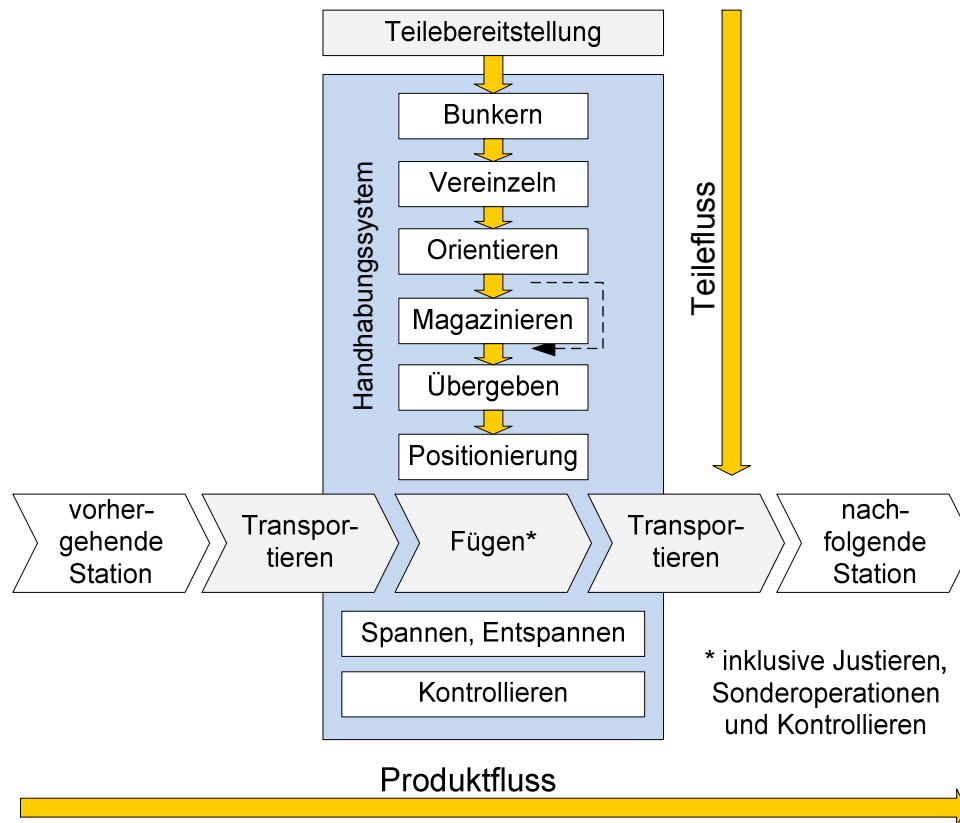 Teilebereitstellung
Bunkern
Vereinzeln
Orientieren
Magazinieren
Übergeben
Positionierung
Handhabungssystem
Teilefluss
vorher-
gehende
Station
Transpor-
tieren
Fügen*
Transpor-
tieren
nach-
folgende
Station
Spannen, Entspannen
Kontrollieren
* inklusive Justieren,
Sonderoperationen
und Kontrollieren
Produktfluss